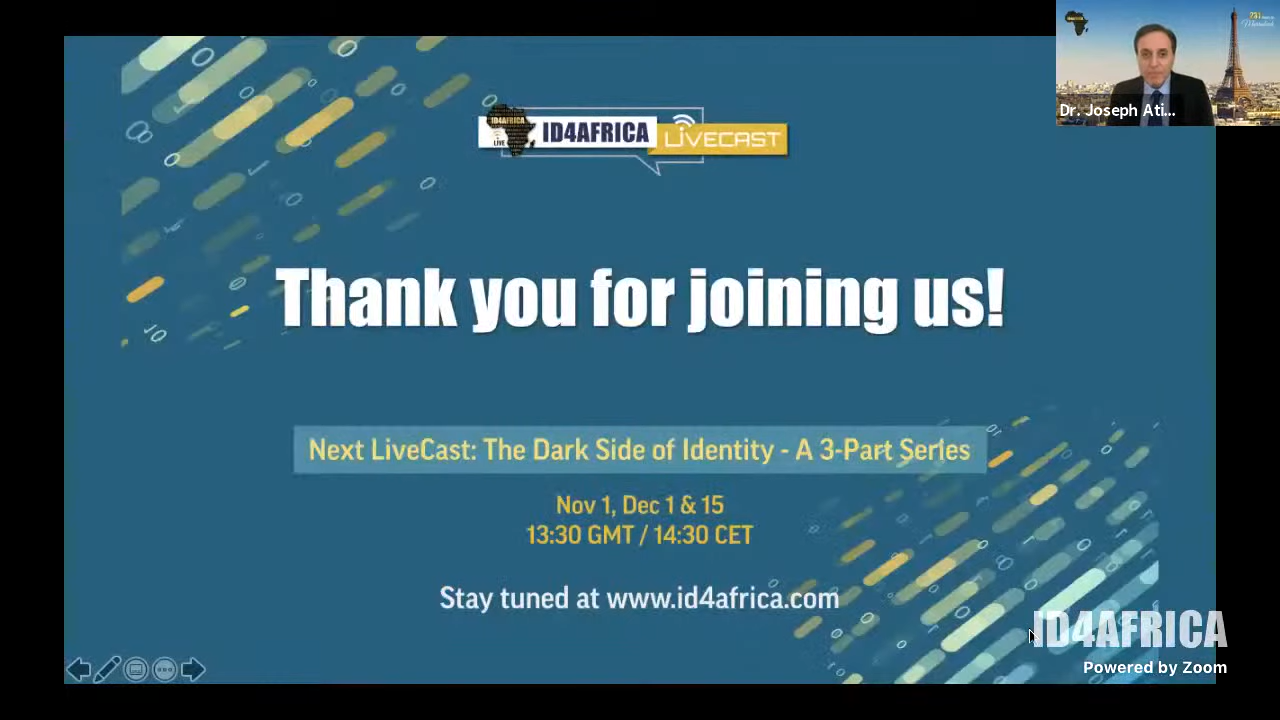 ID4AFRICA
LIVE
ID4AFRICA LIVECAST
Dr. Joseph Ati...
Thank you for joining us!
Next LiveCast: The Dark Side of Identity - A 3-Part Series
Nov 1, Dec 1 & 15
13:30 GMT / 14:30 CET
Stay tuned at www.id4africa.com
ID4AFRICA
Powered by Zoom